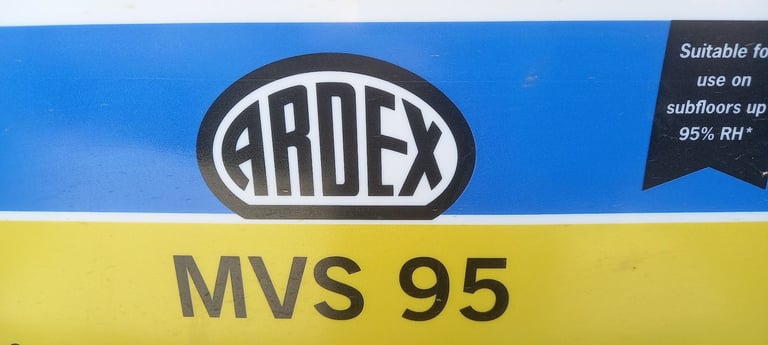 ARDEX
Suitable fo
use on
subfloors up
95% RH*
MVS 95